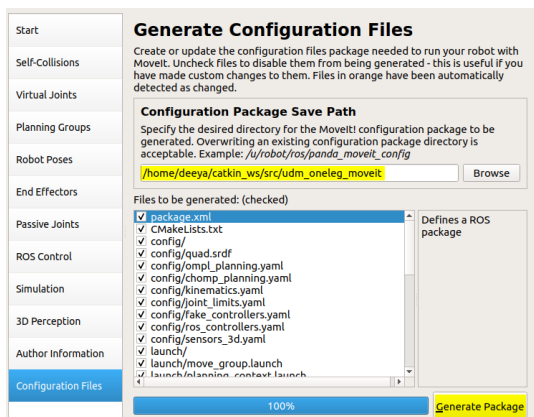 Start
Self-Collisions
Virtual Joints
Planning Groups
Robot Poses
End Effectors
Passive Joints
ROS Control
Simulation
3D Perception
Author Information
Configuration Files
Generate Configuration Files
Create or update the configuration files package needed to run your robot with
MoveIt. Uncheck files to disable them from being generated - this is useful if you
have made custom changes to them. Files in orange have been automatically
detected as changed.
Configuration Package Save Path
Specify the desired directory for the MoveIt! configuration package to be
generated. Overwriting an existing configuration package directory is
acceptable. Example: /u/robot/ros/panda_moveit_config
/home/deeya/catkin_ws/src/udm_oneleg_moveit
Browse
Files to be generated: (checked)
package.xml
CMakeLists.txt
config/
config/quad.srdf
config/ompl_planning.yaml
config/chomp_planning.yaml
config/kinematics.yaml
config/joint_limits.yaml
config/fake_controllers.yaml
config/ros_controllers.yaml
config/sensors_3d.yaml
launch/
launch/move_group.launch
launch/planning_context.launch
Defines a ROS
package
100%
Generate Package